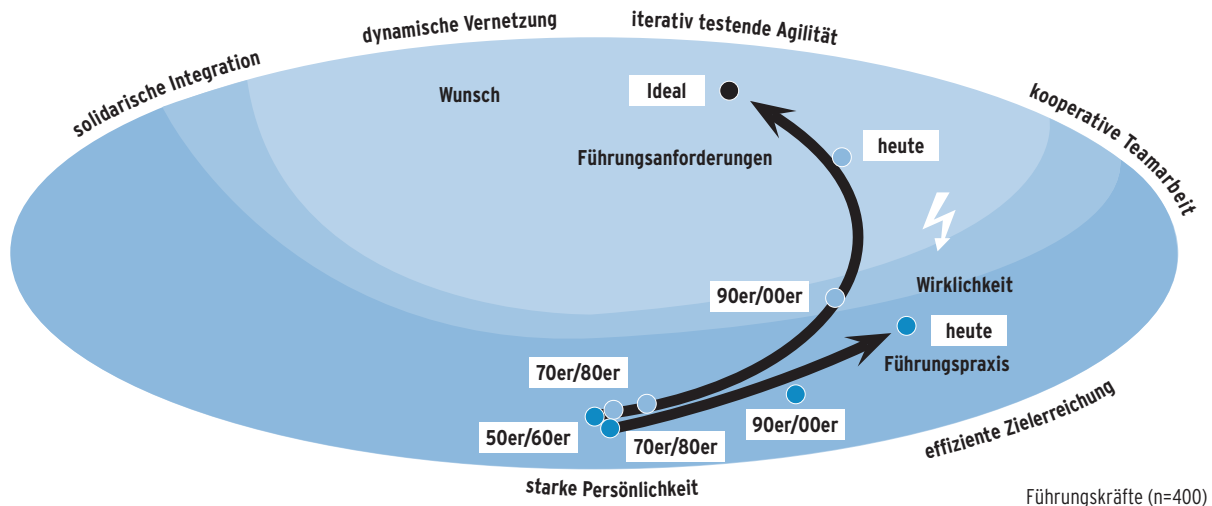 dynamische Vernetzung
iterativ testende Agilität
solidarische Integration
kooperative Teamarbeit
Wunsch
Ideal
heute
Führungsanforderungen
90er/00er
Wirklichkeit
heute
Führungspraxis
70er/80er
50er/60er
70er/80er
90er/00er
effiziente Zielerreichung
starke Persönlichkeit
Führungskräfte (n=400)